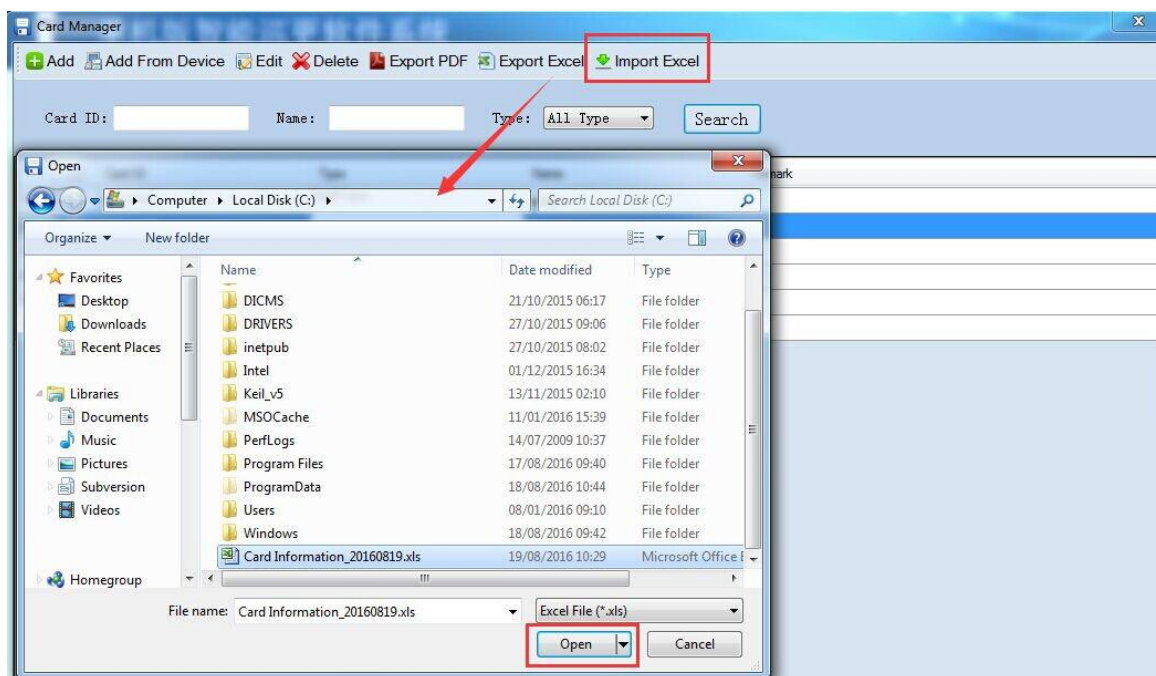 Card Manager
Add Add From Device Edit Delete Export PDF Export Excel Import Excel
Card ID: Name: Type: All Type Search
Open
mark
Computer Local Disk (C:) Search Local Disk (C:)
Organize New folder
Name Date modified Type
Favorites
Desktop DICMS 21/10/2015 06:17 File folder
Downloads DRIVERS 27/10/2015 09:06 File folder
Recent Places inetpub 27/10/2015 08:02 File folder
Intel 01/12/2015 16:34 File folder
Libraries Keil_v5 13/11/2015 02:10 File folder
Documents MSOCache 11/01/2016 15:39 File folder
Music PerfLogs 14/07/2009 10:37 File folder
Pictures Program Files 17/08/2016 09:40 File folder
Subversion ProgramData 18/08/2016 10:44 File folder
Videos Users 08/01/2016 09:10 File folder
Windows 18/08/2016 09:42 File folder
Card Information_20160819.xls 19/08/2016 10:29 Microsoft Office E
Homegroup
File name: Card Information_20160819.xls Excel File (*.xls)
Open Cancel